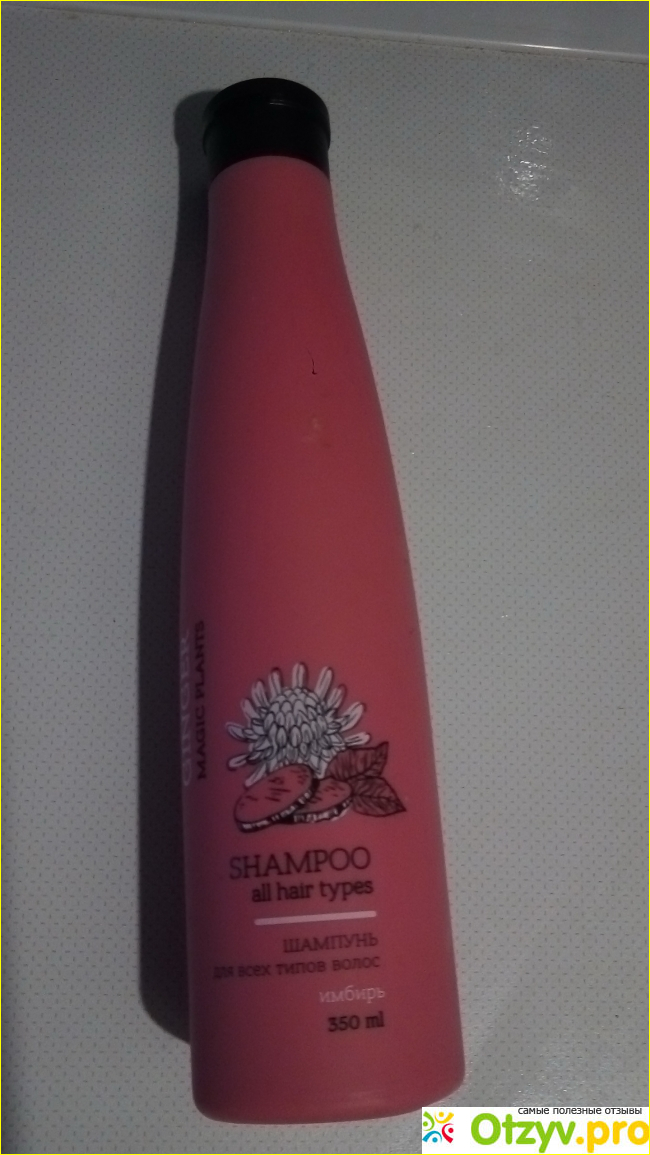 GINGER
MAGIC PLANTS
SHAMPOO
all hair types
ШАМПУНЬ
для всех типов волос
имбирь
350 ml
самые полезные отзывы
Otzyv.pro